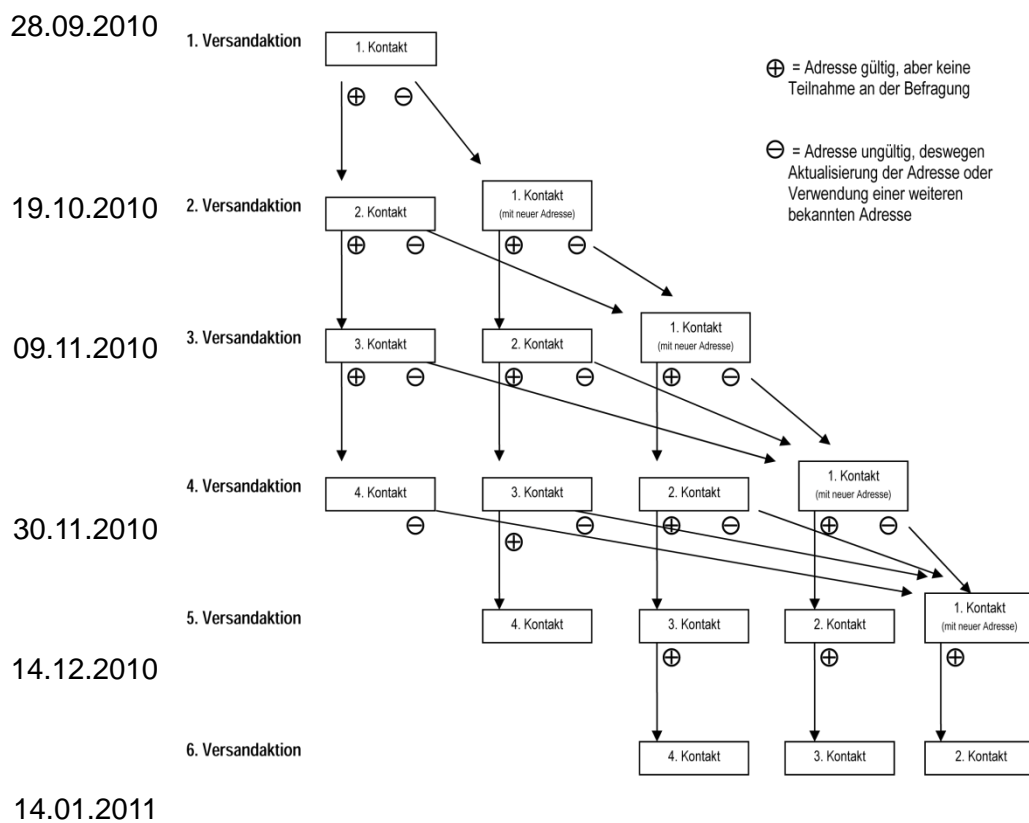 28.09.2010
1. Versandaktion
1. Kontakt
⊕ = Adresse gültig, aber keine
Teilnahme an der Befragung
⊕ ⊖
⊖ = Adresse ungültig, deswegen
Aktualisierung der Adresse oder
Verwendung einer weiteren
bekannten Adresse
19.10.2010
2. Versandaktion
2. Kontakt
1. Kontakt
(mit neuer Adresse)
⊕ ⊖ ⊕ ⊖
09.11.2010
3. Versandaktion
3. Kontakt
2. Kontakt
1. Kontakt
(mit neuer Adresse)
⊕ ⊖ ⊕ ⊖ ⊕ ⊖
4. Versandaktion
4. Kontakt
3. Kontakt
2. Kontakt
1. Kontakt
(mit neuer Adresse)
30.11.2010
⊖ ⊕ ⊖ ⊕ ⊖ ⊕ ⊖
5. Versandaktion
4. Kontakt
3. Kontakt
2. Kontakt
1. Kontakt
(mit neuer Adresse)
14.12.2010
⊕ ⊕ ⊕
6. Versandaktion
4. Kontakt
3. Kontakt
2. Kontakt
14.01.2011